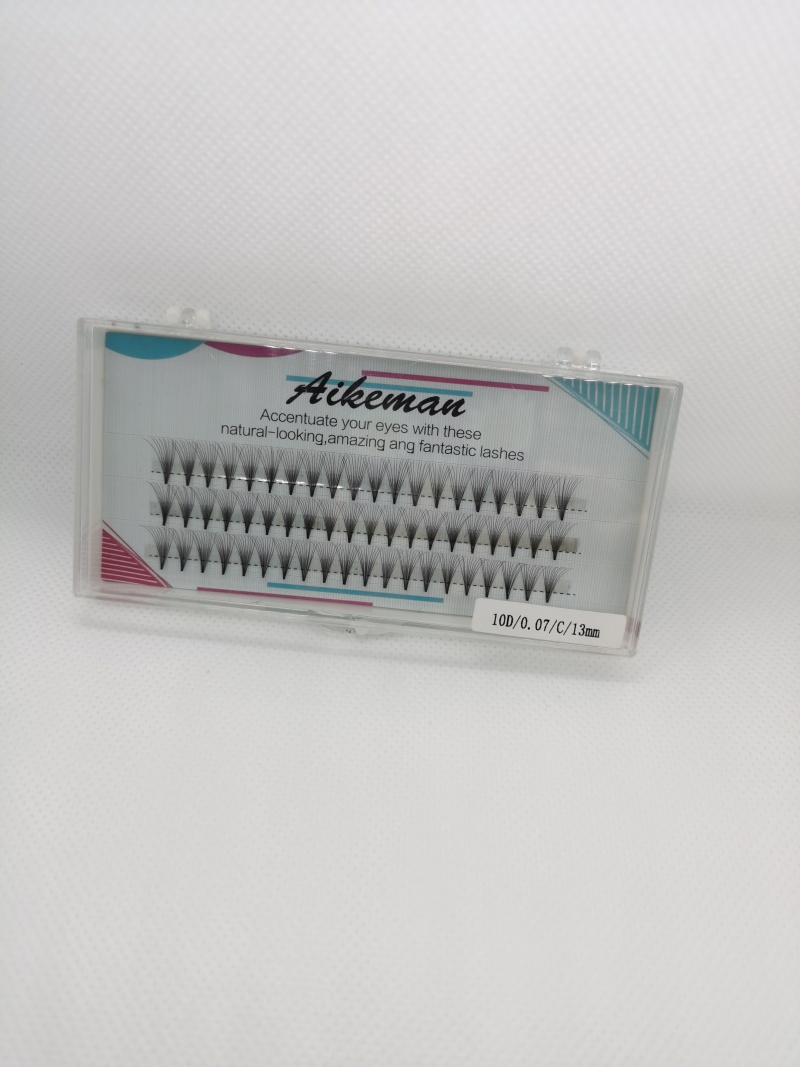 Aikeman
Accentuate your eyes with these
natural-looking,amazing ang fantastic lashes
10D/0.07/C/13mm